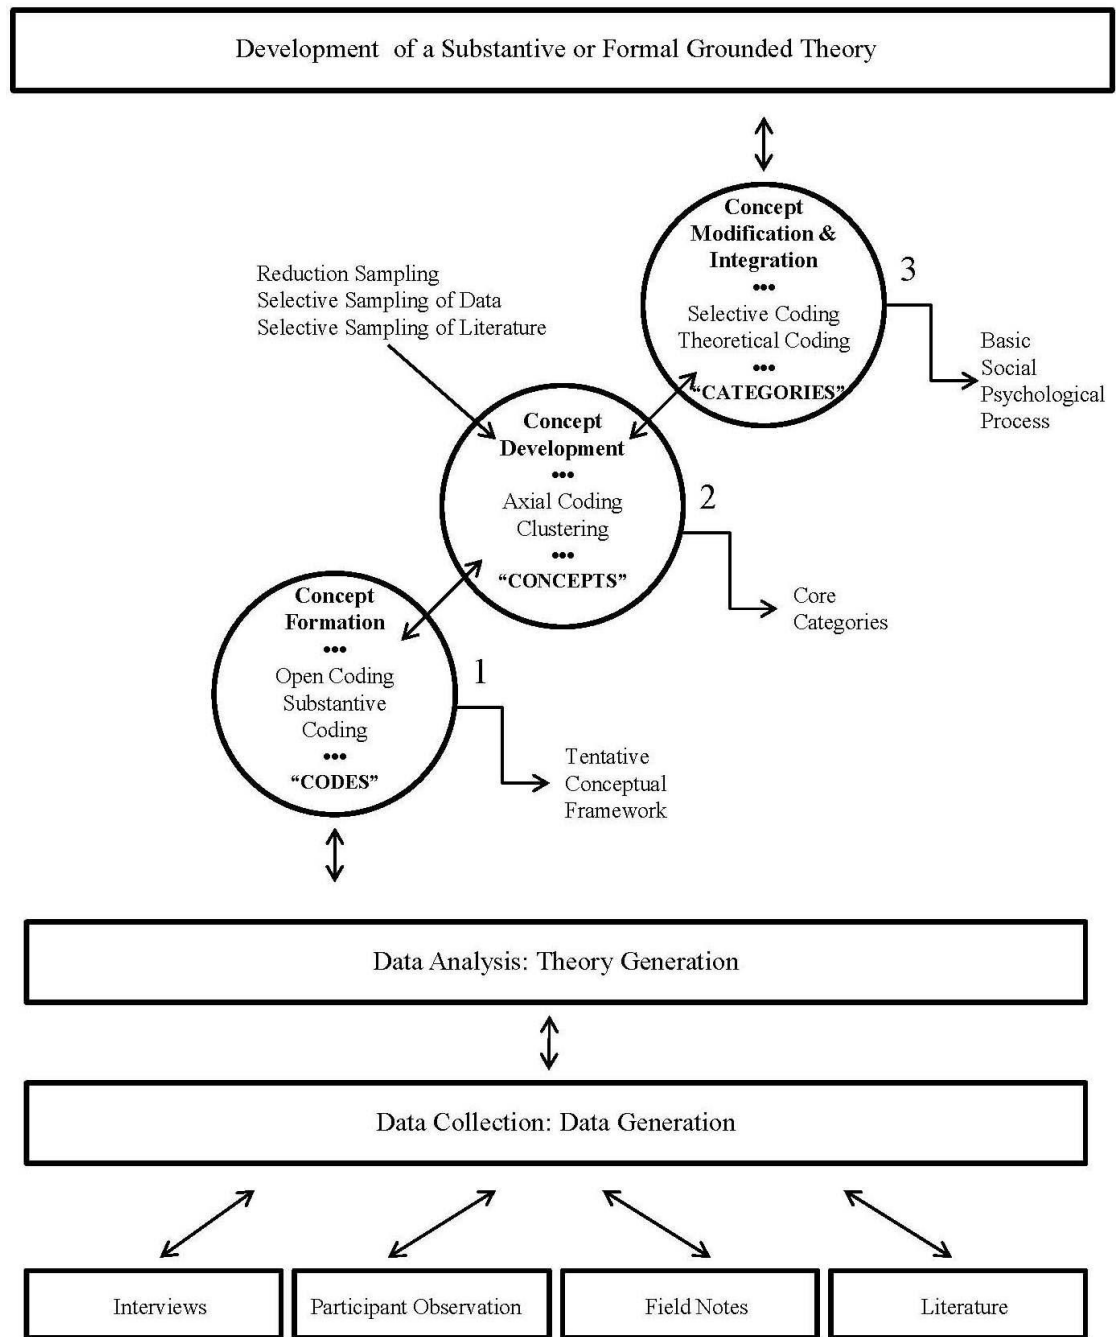 Development of a Substantive or Formal Grounded Theory
Concept
Modification &
Integration
•••
Selective Coding
Theoretical Coding
•••
“CATEGORIES”
3
Basic
Social
Psychological
Process
Reduction Sampling
Selective Sampling of Data
Selective Sampling of Literature
Concept
Development
•••
Axial Coding
Clustering
•••
“CONCEPTS”
2
Core
Categories
Concept
Formation
•••
Open Coding
Substantive
Coding
•••
“CODES”
1
Tentative
Conceptual
Framework
Data Analysis: Theory Generation
Data Collection: Data Generation
Interviews
Participant Observation
Field Notes
Literature